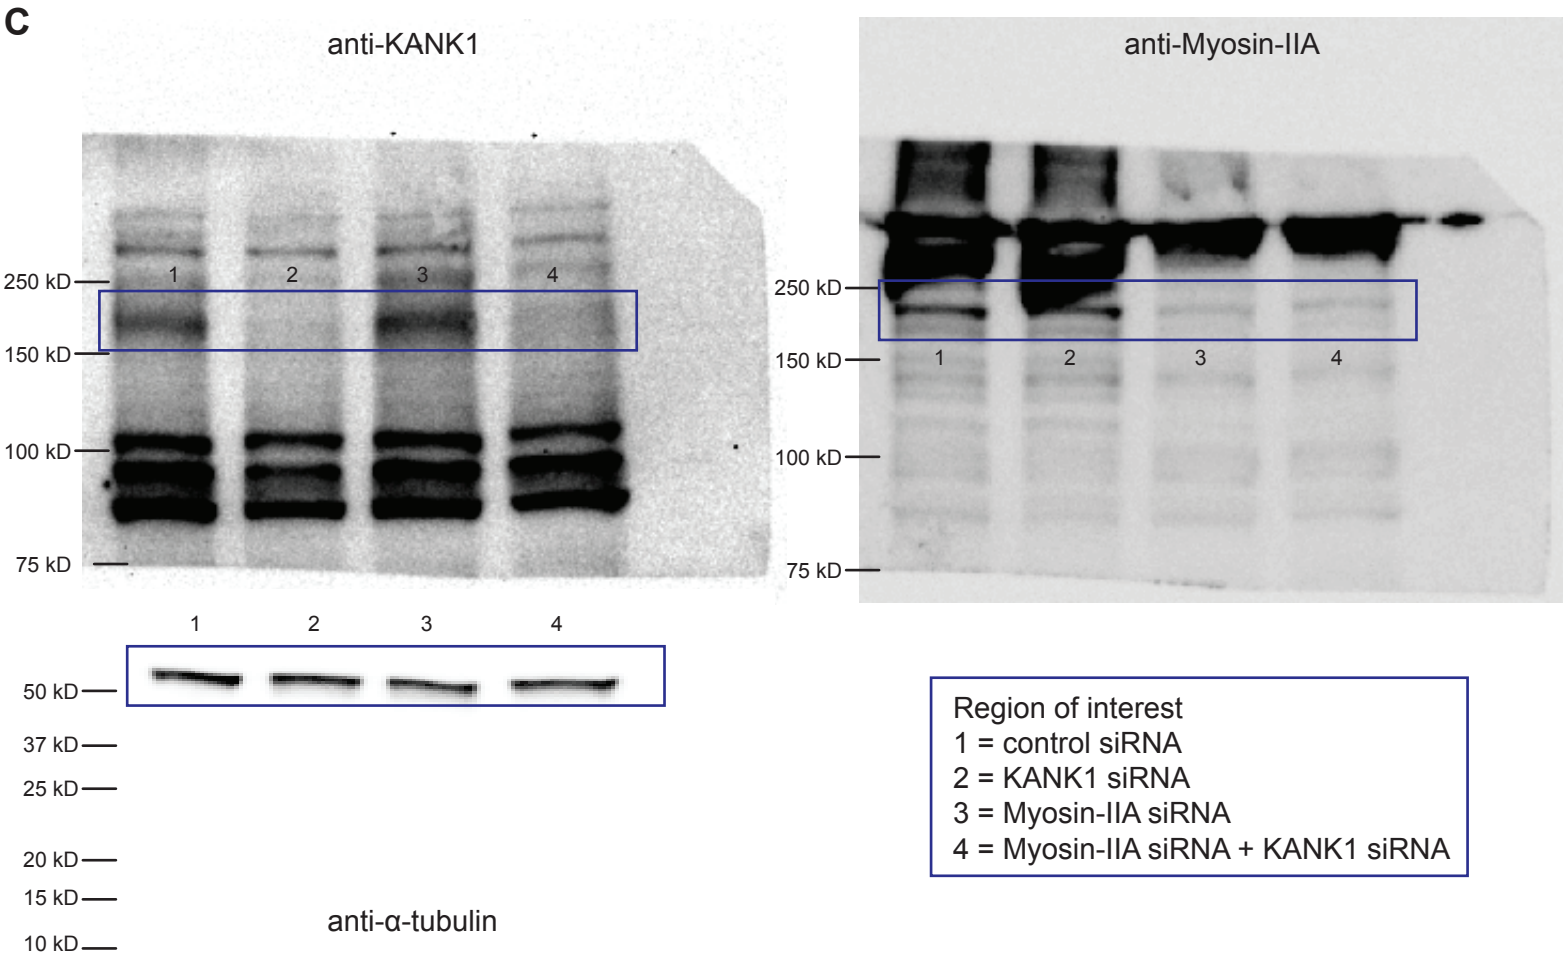 C
anti-KANK1
1 2 3 4
250 kD
150 kD
100 kD
75 kD
anti-Myosin-IIA
250 kD
150 kD
1 2 3 4
100 kD
75 kD
1 2 3 4
50 kD
37 kD
25 kD
20 kD
15 kD
10 kD
anti-α-tubulin
Region of interest
1 = control siRNA
2 = KANK1 siRNA
3 = Myosin-IIA siRNA
4 = Myosin-IIA siRNA + KANK1 siRNA